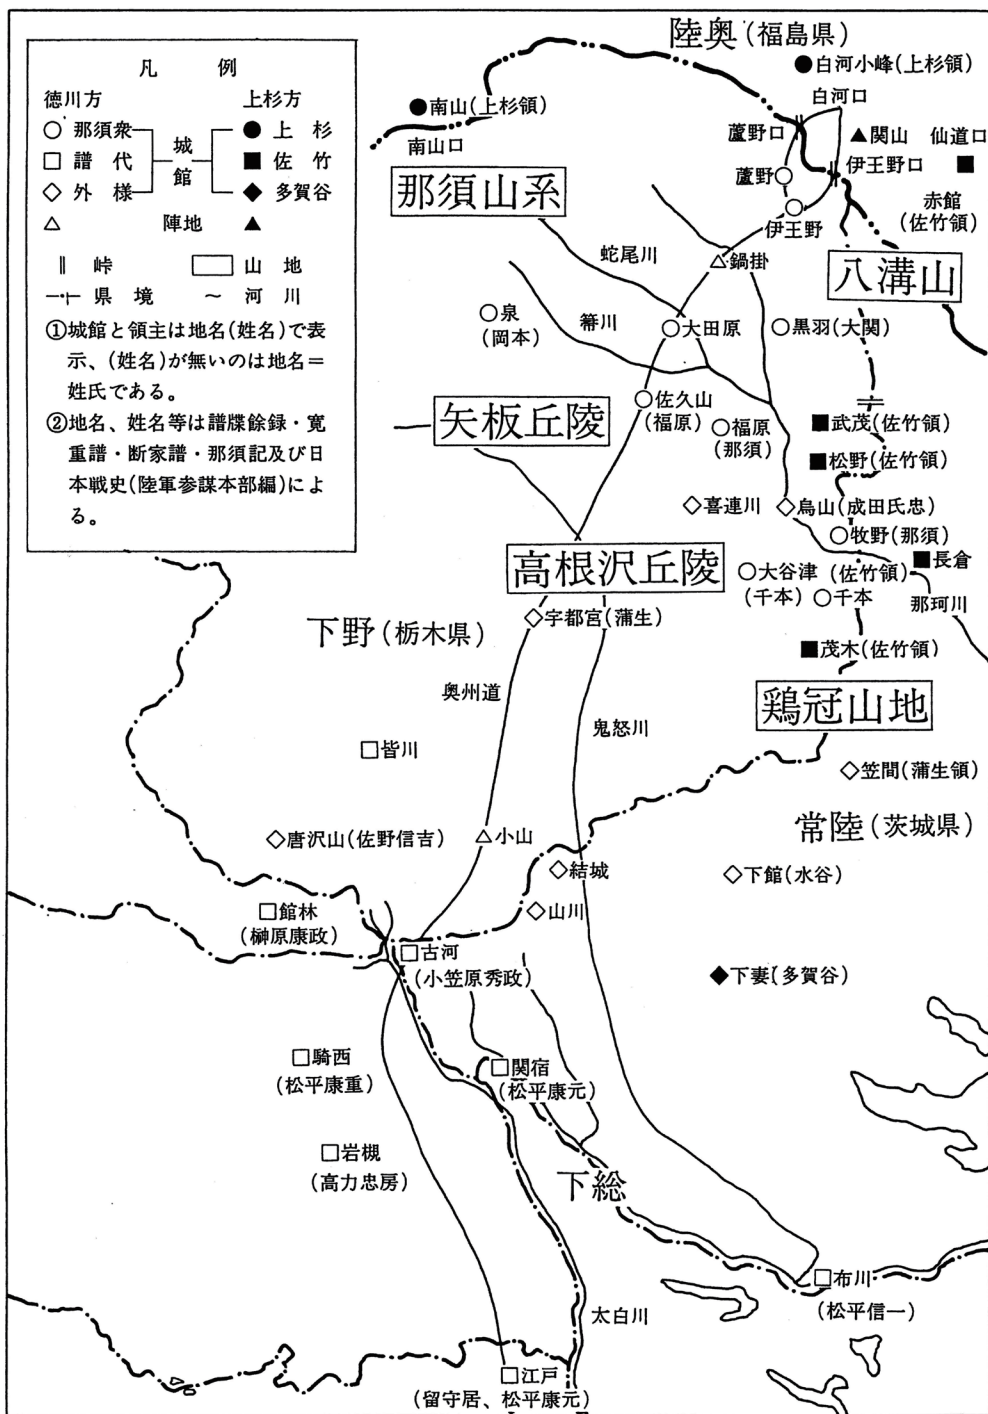 凡　例
徳川方　上杉方
○那須衆　城館　●上杉
□譜代　■佐竹
◇外様　◆多賀谷
△　陣地　▲
∥峠　□山地
県境　～河川
①城館と領主は地名(姓名)で表
示、(姓名)が無いのは地名＝
姓氏である。
②地名、姓名等は譜牒餘録・寛
重譜・断家譜・那須記及び日
本戦史(陸軍参謀本部編)によ
る。
陸奥(福島県)
●白河小峰(上杉領)
●南山(上杉領)
南山口
白河口
蘆野口
▲関山　仙道口
伊王野口　■
○蘆野
赤館
(佐竹領)
○伊王野
那須山系
八溝山
蛇尾川
△鍋掛
箒川
○泉
(岡本)
○大田原
○黒羽(大関)
矢板丘陵
○佐久山
(福原)
○福原
(那須)
■武茂(佐竹領)
■松野(佐竹領)
◇喜連川
◇烏山(成田氏忠)
○牧野(那須)
高根沢丘陵
■長倉
(佐竹領)
○大谷津
(千本)
○千本
那珂川
下野(栃木県)
◇宇都宮(蒲生)
■茂木(佐竹領)
奥州道
鬼怒川
鶏冠山地
□皆川
◇笠間(蒲生領)
常陸(茨城県)
◇唐沢山(佐野信吉)
△小山
◇結城
◇下館(水谷)
□館林
(榊原康政)
◇山川
□古河
(小笠原秀政)
◆下妻(多賀谷)
□騎西
(松平康重)
□関宿
(松平康元)
□岩槻
(高力忠房)
下総
□布川
(松平信一)
太白川
□江戸
(留守居、松平康元)